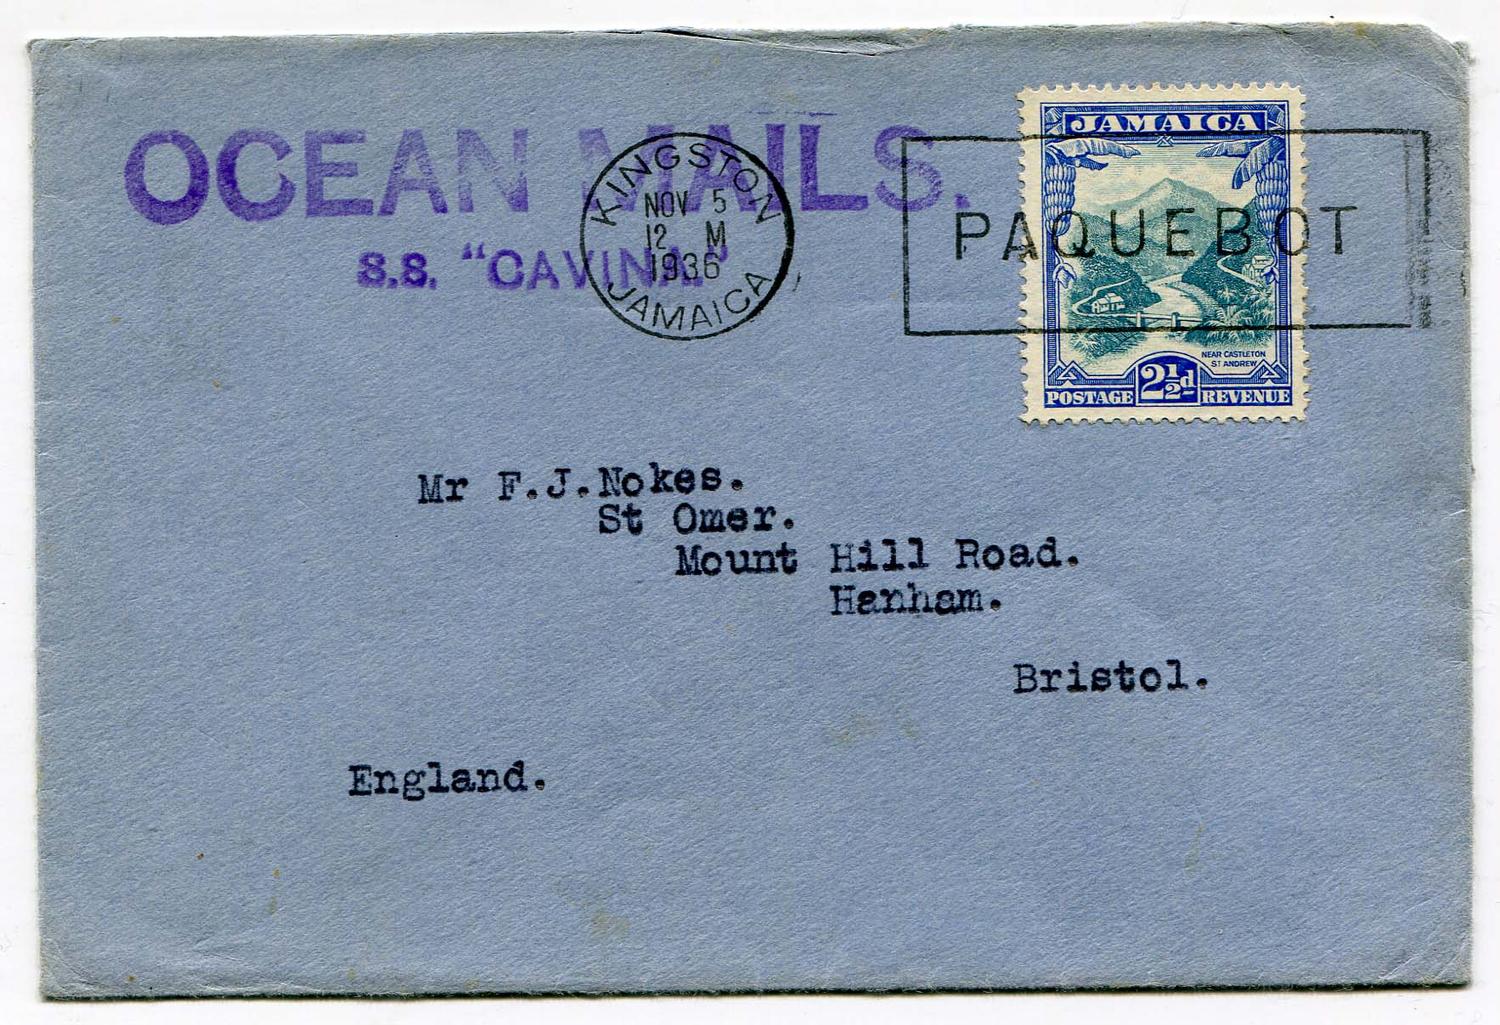 OCEAN MAILS.
S.S. "CAVINA."
KINGSTON
NOV 5
12 M
1936
JAMAICA
PAQUEBOT
JAMAICA
NEAR CASTLETON
ST ANDREW
POSTAGE 2½d REVENUE
Mr F.J.Nokes.
St Omer.
Mount Hill Road.
Hanham.
Bristol.
England.